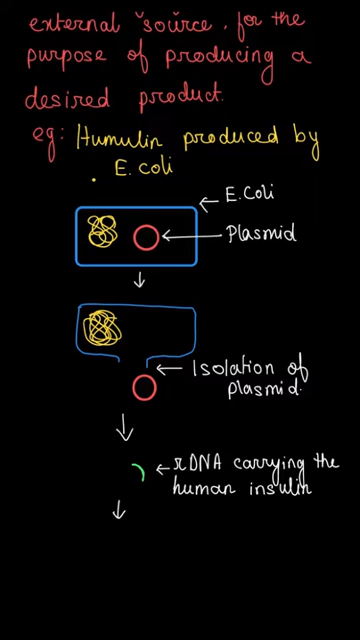 external source, for the
purpose of producing a
desired product.
eg: Humulin produced by
E. coli
E. Coli
Plasmid
Isolation of
plasmid.
rDNA carrying the
human insulin